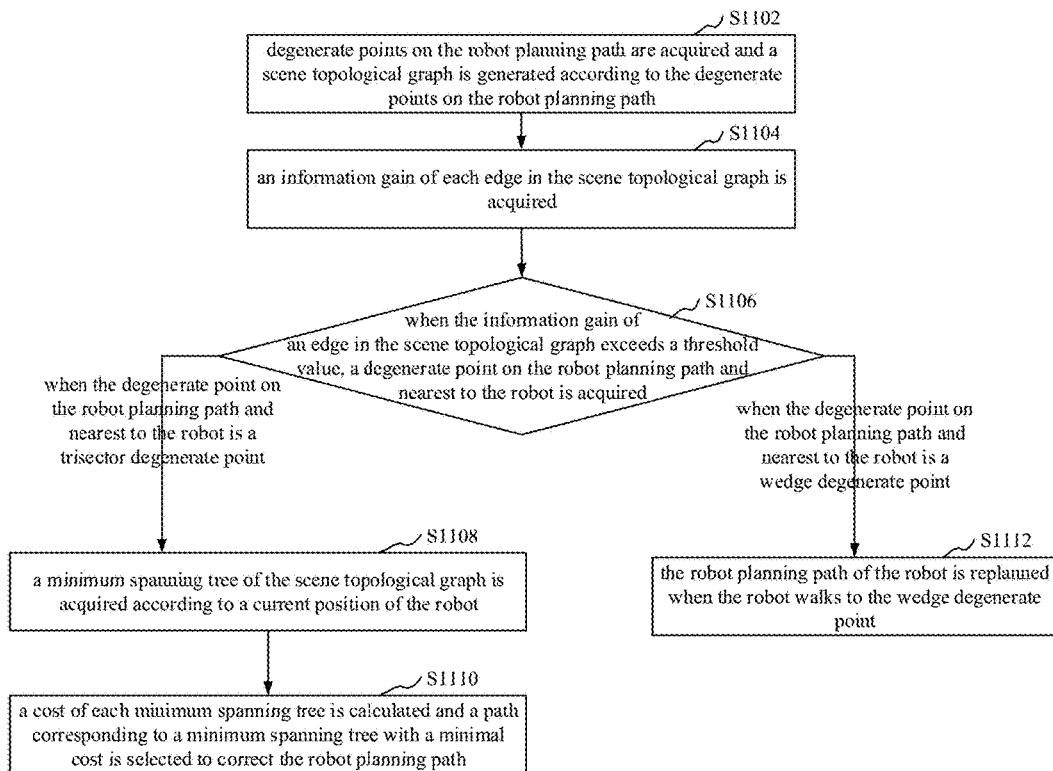 S1102
degenerate points on the robot planning path are acquired and a
scene topological graph is generated according to the degenerate
points on the robot planning path
S1104
an information gain of each edge in the scene topological graph is
acquired
S1106
when the information gain of
an edge in the scene topological graph exceeds a threshold
value, a degenerate point on the robot planning path and
nearest to the robot is acquired
when the degenerate point on
the robot planning path and
nearest to the robot is a
trisector degenerate point
when the degenerate point on
the robot planning path and
nearest to the robot is a
wedge degenerate point
S1108
a minimum spanning tree of the scene topological graph is
acquired according to a current position of the robot
S1112
the robot planning path of the robot is replanned
when the robot walks to the wedge degenerate
point
S1110
a cost of each minimum spanning tree is calculated and a path
corresponding to a minimum spanning tree with a minimal
cost is selected to correct the robot planning path